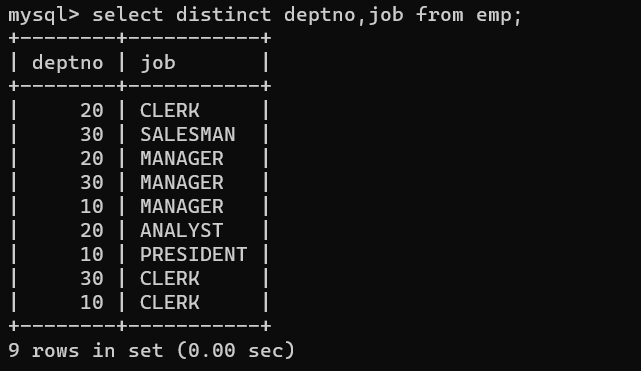 mysql> select distinct deptno,job from emp;
+--------+-----------+
| deptno | job       |
+--------+-----------+
|     20 | CLERK     |
|     30 | SALESMAN  |
|     20 | MANAGER   |
|     30 | MANAGER   |
|     10 | MANAGER   |
|     20 | ANALYST   |
|     10 | PRESIDENT |
|     30 | CLERK     |
|     10 | CLERK     |
+--------+-----------+
9 rows in set (0.00 sec)